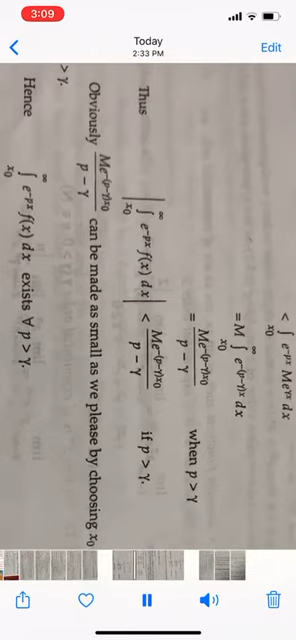 3:09
Today
2:33 PM
Edit
< ∫_{x₀}^{∞} e^{-px} Me^{γx} dx
= M ∫_{x₀}^{∞} e^{-(p-γ)x} dx
= Me^{-(p-γ)x₀} / (p - γ) when p > γ
Thus | ∫_{x₀}^{∞} e^{-px} f(x) dx | < Me^{-(p-γ)x₀} / (p - γ) if p > γ.
Obviously Me^{-(p-γ)x₀} / (p - γ) can be made as small as we please by choosing x₀
> γ.
Hence ∫_{x₀}^{∞} e^{-px} f(x) dx exists ∀ p > γ.